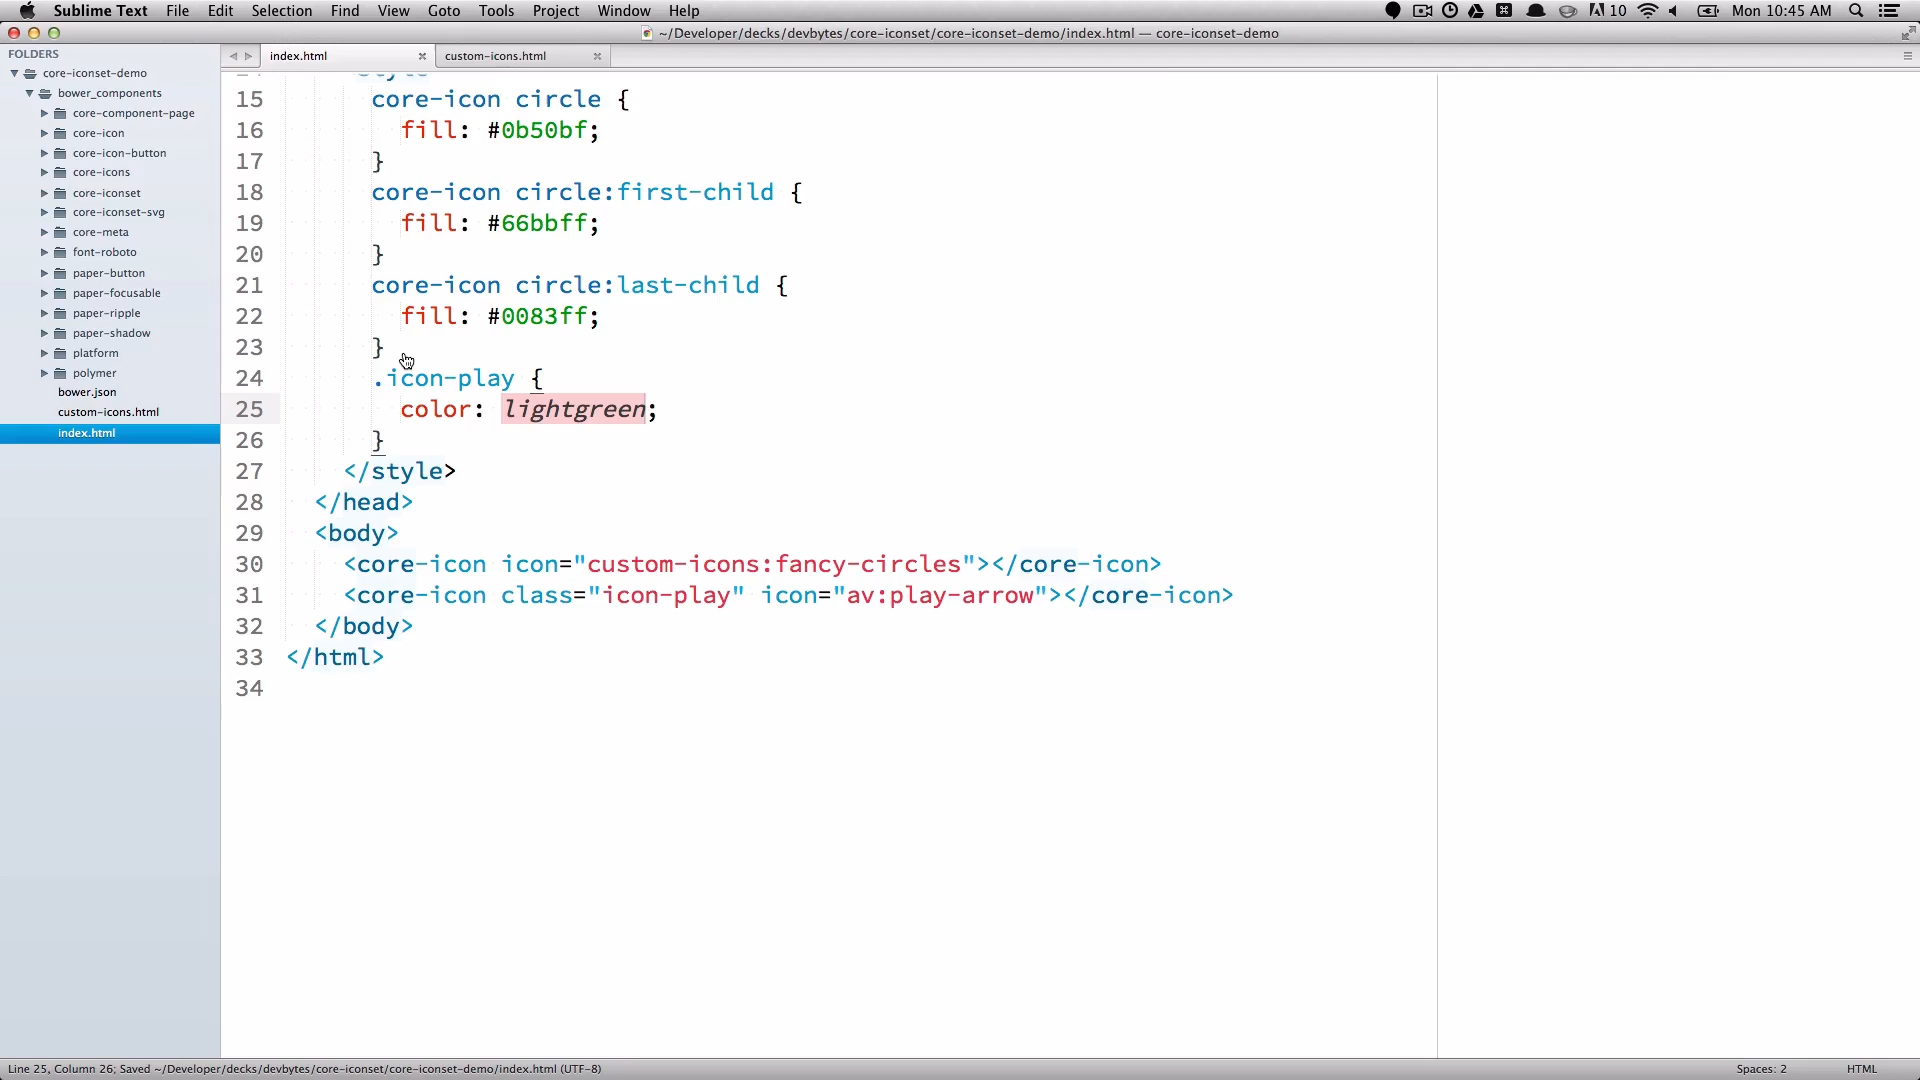 Sublime Text File Edit Selection Find View Goto Tools Project Window Help 10 Mon 10:45 AM
~/Developer/decks/devbytes/core-iconset/core-iconset-demo/index.html — core-iconset-demo
FOLDERS
core-iconset-demo
bower_components
core-component-page
core-icon
core-icon-button
core-icons
core-iconset
core-iconset-svg
core-meta
font-roboto
paper-button
paper-focusable
paper-ripple
paper-shadow
platform
polymer
bower.json
custom-icons.html
index.html
index.html custom-icons.html
15 core-icon circle {
16 fill: #0b50bf;
17 }
18 core-icon circle:first-child {
19 fill: #66bbff;
20 }
21 core-icon circle:last-child {
22 fill: #0083ff;
23 }
24 .icon-play {
25 color: lightgreen;
26 }
27 </style>
28 </head>
29 <body>
30 <core-icon icon="custom-icons:fancy-circles"></core-icon>
31 <core-icon class="icon-play" icon="av:play-arrow"></core-icon>
32 </body>
33 </html>
34
Line 25, Column 26; Saved ~/Developer/decks/devbytes/core-iconset/core-iconset-demo/index.html (UTF-8) Spaces: 2 HTML